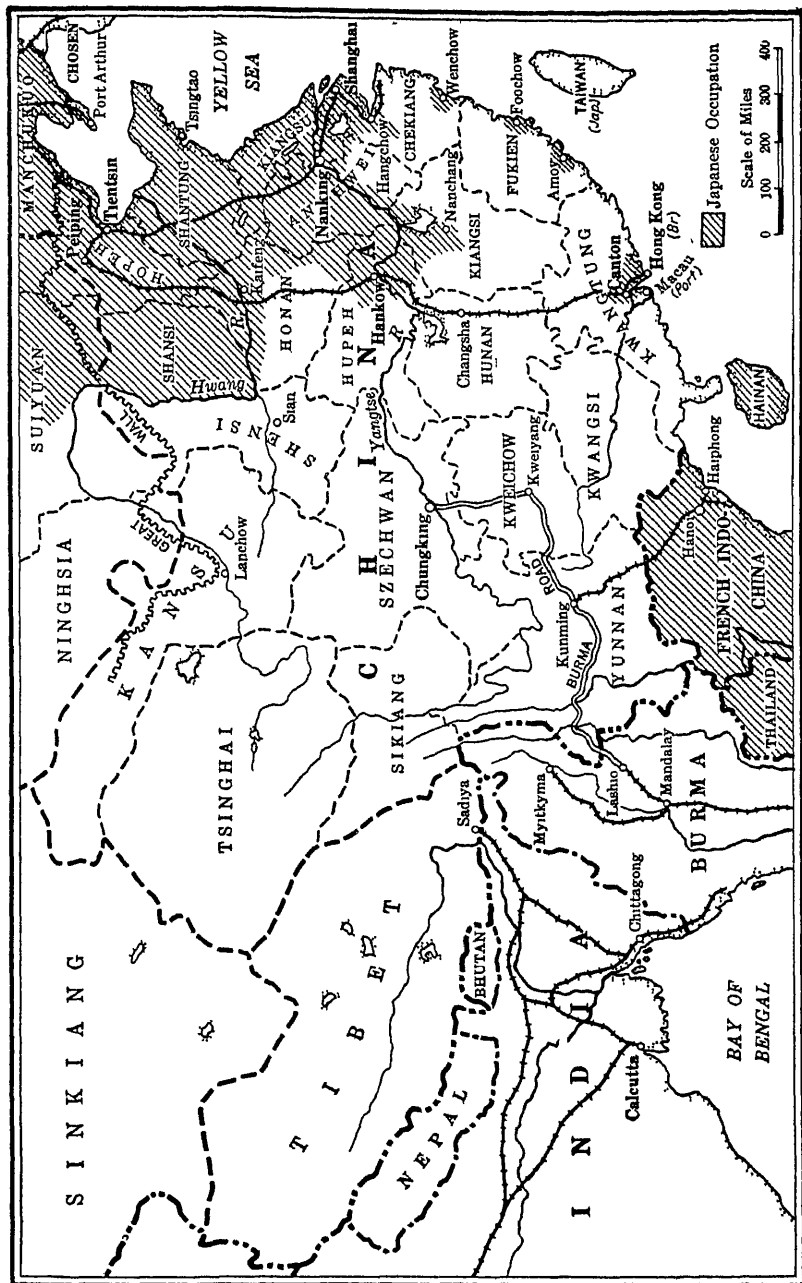 SINKIANG
TSINGHAI
NINGHSIA
SUIYUAN
MANCHUKUO
CHOSEN
Port Arthur
Peiping
Tientsin
HOPEH
SHANTUNG
Tsingtao
YELLOW
SEA
GREAT
WALL
KANSU
Lanchow
SHANSI
Hwang
R
Kaifeng
SHENSI
Sian
HONAN
KIANGSU
Nanking
Shanghai
Hangchow
CHEKIANG
Wenchow
TIBET
SIKIANG
CHINA
SZECHWAN
Chungking
Yangtse
R
HUPEH
Hankow
Nanchang
KIANGSI
FUKIEN
Foochow
Amoy
TAIWAN
(Jap)
Changsha
HUNAN
KWEICHOW
Kweiyang
NEPAL
BHUTAN
Sadiya
Kunming
BURMA
ROAD
YUNNAN
KWANGSI
KWANGTUNG
Canton
Hong Kong
(Br)
Macau
(Port)
INDIA
Myitkyma
Lashio
Mandalay
BURMA
Chittagong
Calcutta
BAY OF
BENGAL
THAILAND
FRENCH INDO-
CHINA
Hanoi
Haiphong
HAINAN
Japanese Occupation
Scale of Miles
0 100 200 300 400